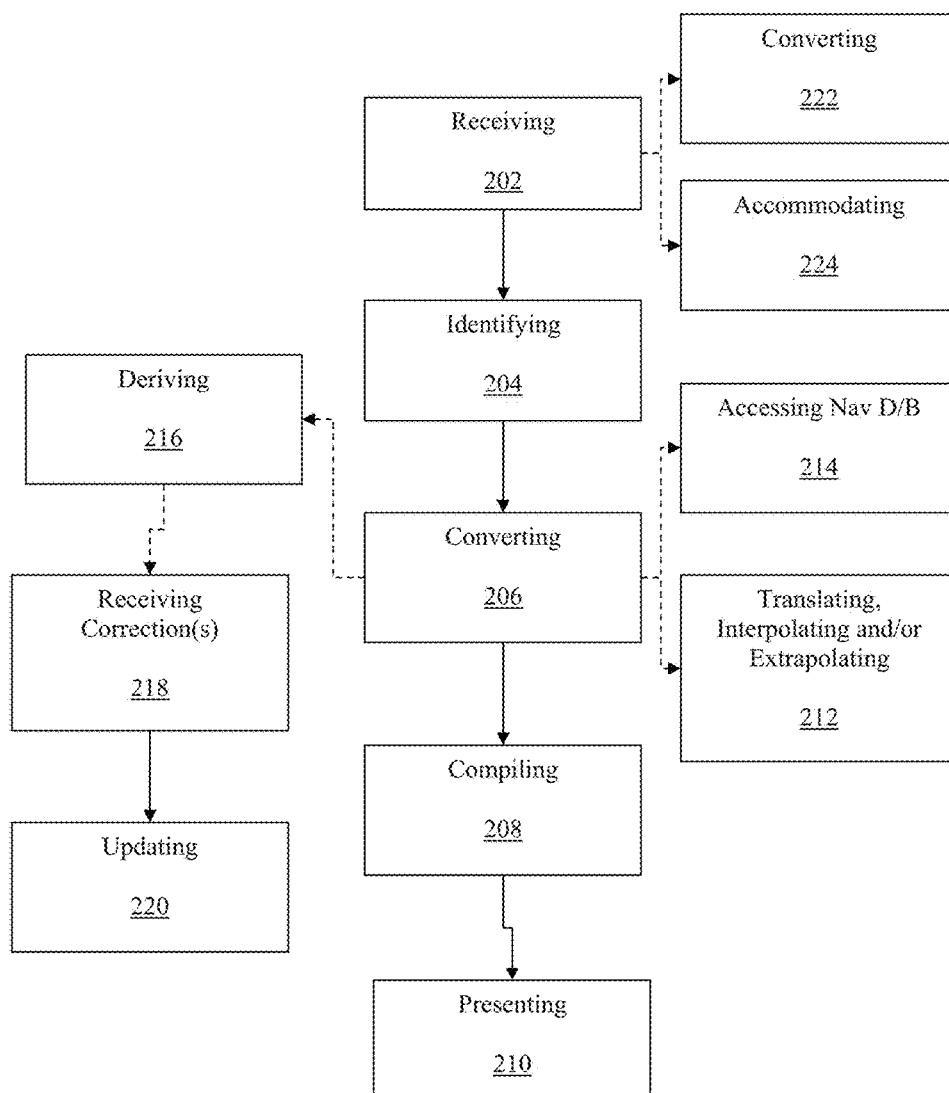 Converting
222
Receiving
202
Accommodating
224
Identifying
204
Deriving
216
Accessing Nav D/B
214
Converting
206
Receiving
Correction(s)
218
Translating,
Interpolating and/or
Extrapolating
212
Compiling
208
Updating
220
Presenting
210